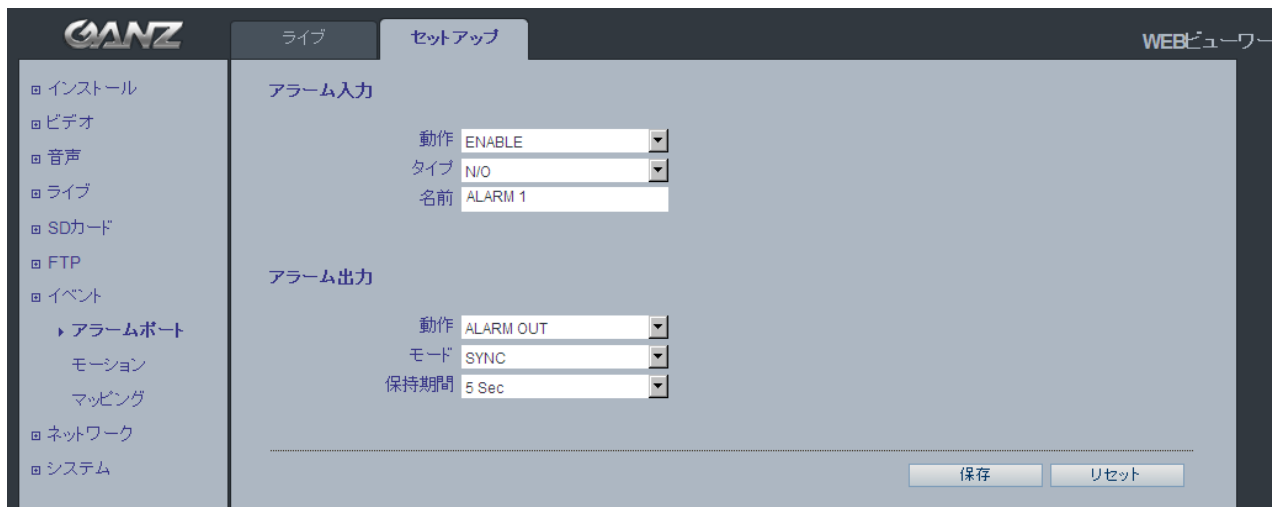 GANZ
ライブ
セットアップ
WEBビューワー
インストール
ビデオ
音声
ライブ
SDカード
FTP
イベント
アラームポート
モーション
マッピング
ネットワーク
システム
アラーム入力
動作 ENABLE
タイプ N/O
名前 ALARM 1
アラーム出力
動作 ALARM OUT
モード SYNC
保持期間 5 Sec
保存
リセット